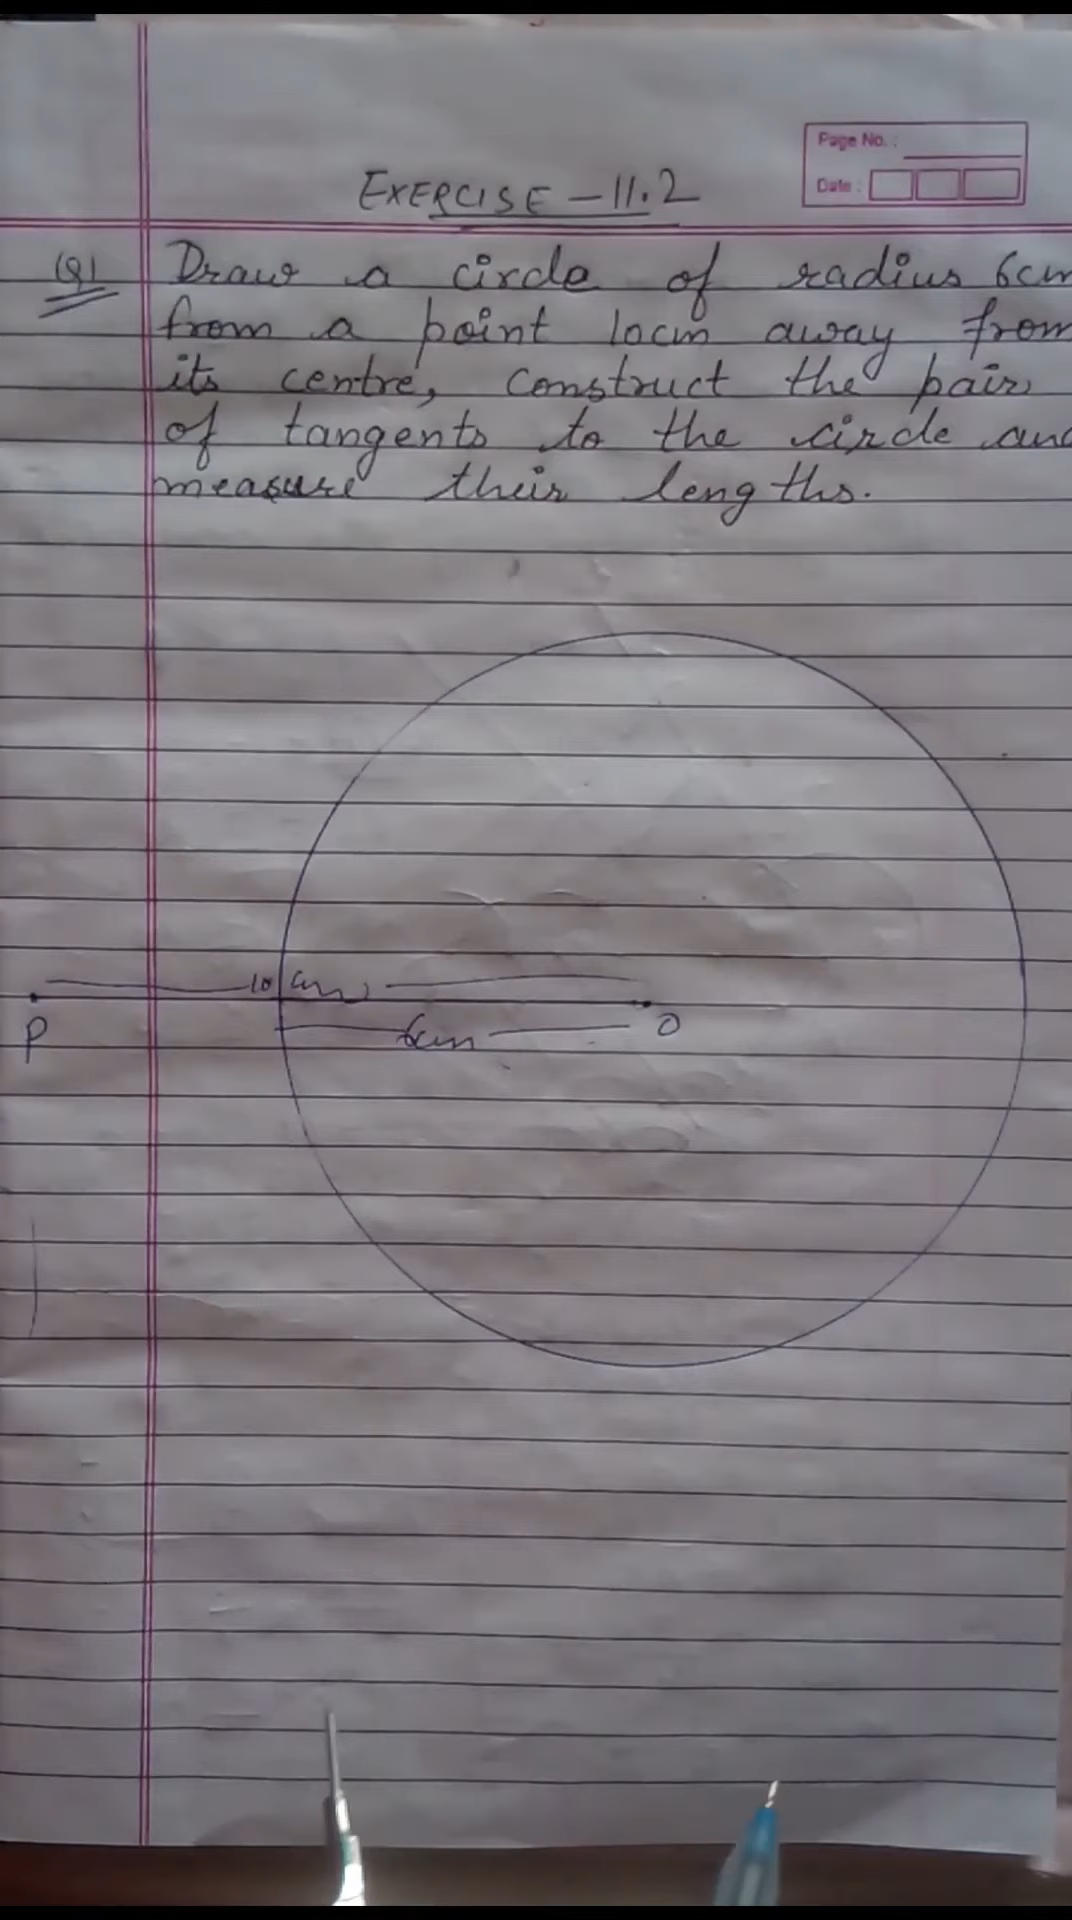 Page No. :
Date :
EXERCISE - 11.2
Q1 Draw a circle of radius 6cm
from a point 10cm away from
its centre, construct the pair
of tangents to the circle and
measure their lengths.
10 cm
P
6cm
O